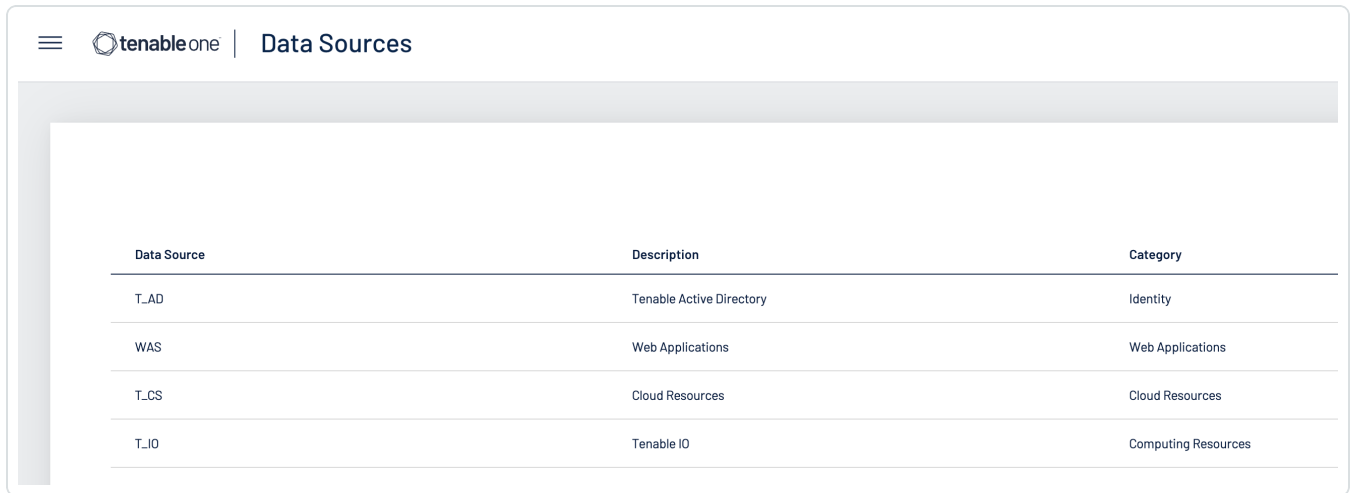 tenable one Data Sources
Data Source Description Category
T_AD Tenable Active Directory Identity
WAS Web Applications Web Applications
T_CS Cloud Resources Cloud Resources
T_IO Tenable IO Computing Resources